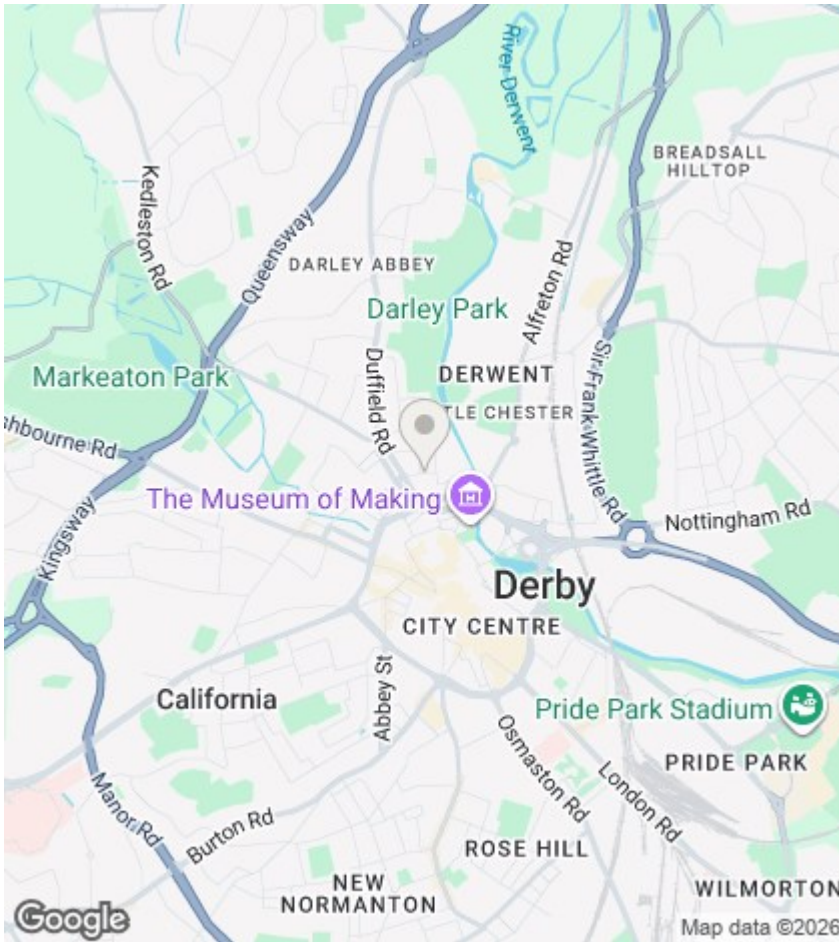 River Derwent
BREADSALL
HILLTOP
Kedleston Rd
Queensway
DARLEY ABBEY
Alfreton Rd
Darley Park
Markeaton Park
Duffield Rd
DERWENT
TLE CHESTER
Sir Frank Whittle Rd
shbourne Rd
The Museum of Making
Nottingham Rd
Kingsway
Derby
CITY CENTRE
Abbey St
California
Pride Park Stadium
Osmaston Rd
PRIDE PARK
London Rd
Manor Rd
Burton Rd
ROSE HILL
NEW
NORMANTON
WILMORTON
Google
Map data ©2026